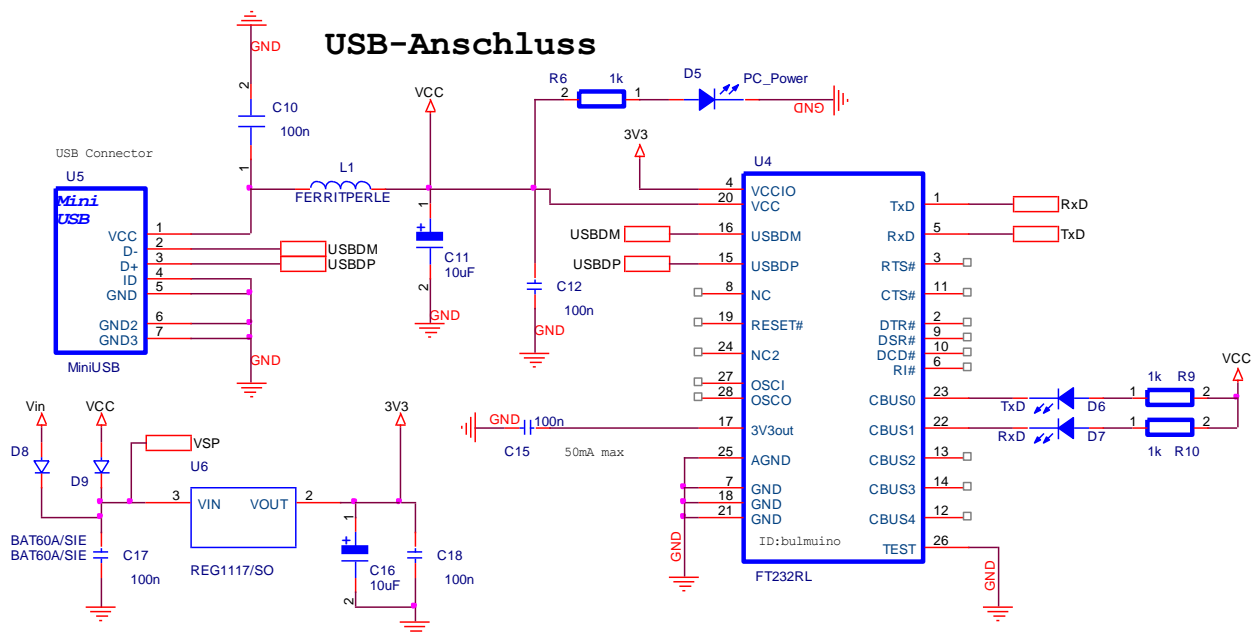 USB-Anschluss
GND
2
C10
100n
1
USB Connector
U5
Mini
USB
VCC 1
D- 2
D+ 3
ID 4
GND 5
GND2 6
GND3 7
MiniUSB
USBDM
USBDP
GND
L1
FERRITPERLE
VCC
1
C11
10uF
2
GND
C12
100n
GND
R6 1k
2 1
D5
PC_Power
GND
3V3
U4
4 VCCIO
20 VCC
USBDM 16 USBDM
USBDP 15 USBDP
8 NC
19 RESET#
24 NC2
27 OSCI
28 OSCO
17 3V3out
25 AGND
7 GND
18 GND
21 GND
GND
GND 100n
C15
50mA max
TxD 1 RxD
RxD 5 TxD
RTS# 3
CTS# 11
DTR# 2
DSR# 9
DCD# 10
RI# 6
CBUS0 23
CBUS1 22
CBUS2 13
CBUS3 14
CBUS4 12
TEST 26
ID:bulmuino
FT232RL
GND
VCC
TxD D6 1 1k R9 2
RxD D7 1 1k R10 2
Vin
VCC
D8
D9
VSP
U6
3 VIN VOUT 2
REG1117/SO
BAT60A/SIE
BAT60A/SIE
C17
100n
3V3
1
C16
10uF
2
C18
100n